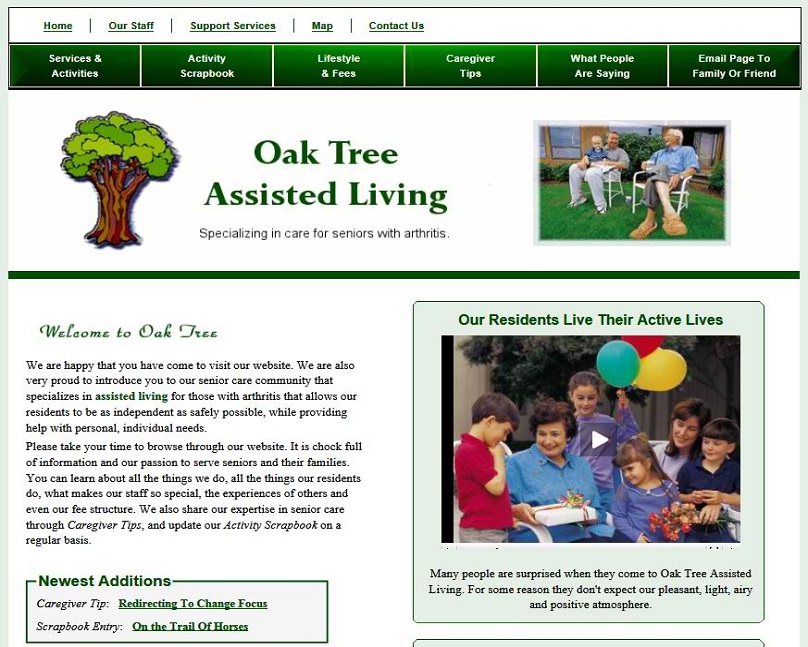 Home | Our Staff | Support Services | Map | Contact Us
Services & Activities
Activity Scrapbook
Lifestyle & Fees
Caregiver Tips
What People Are Saying
Email Page To Family Or Friend
Oak Tree
Assisted Living
Specializing in care for seniors with arthritis.
Welcome to Oak Tree
We are happy that you have come to visit our website. We are also
very proud to introduce you to our senior care community that
specializes in assisted living for those with arthritis that allows our
residents to be as independent as safely possible, while providing
help with personal, individual needs.
Please take your time to browse through our website. It is chock full
of information and our passion to serve seniors and their families.
You can learn about all the things we do, all the things our residents
do, what makes our staff so special, the experiences of others and
even our fee structure. We also share our expertise in senior care
through Caregiver Tips, and update our Activity Scrapbook on a
regular basis.
Newest Additions
Caregiver Tip: Redirecting To Change Focus
Scrapbook Entry: On the Trail Of Horses
Our Residents Live Their Active Lives
Many people are surprised when they come to Oak Tree Assisted
Living. For some reason they don't expect our pleasant, light, airy
and positive atmosphere.